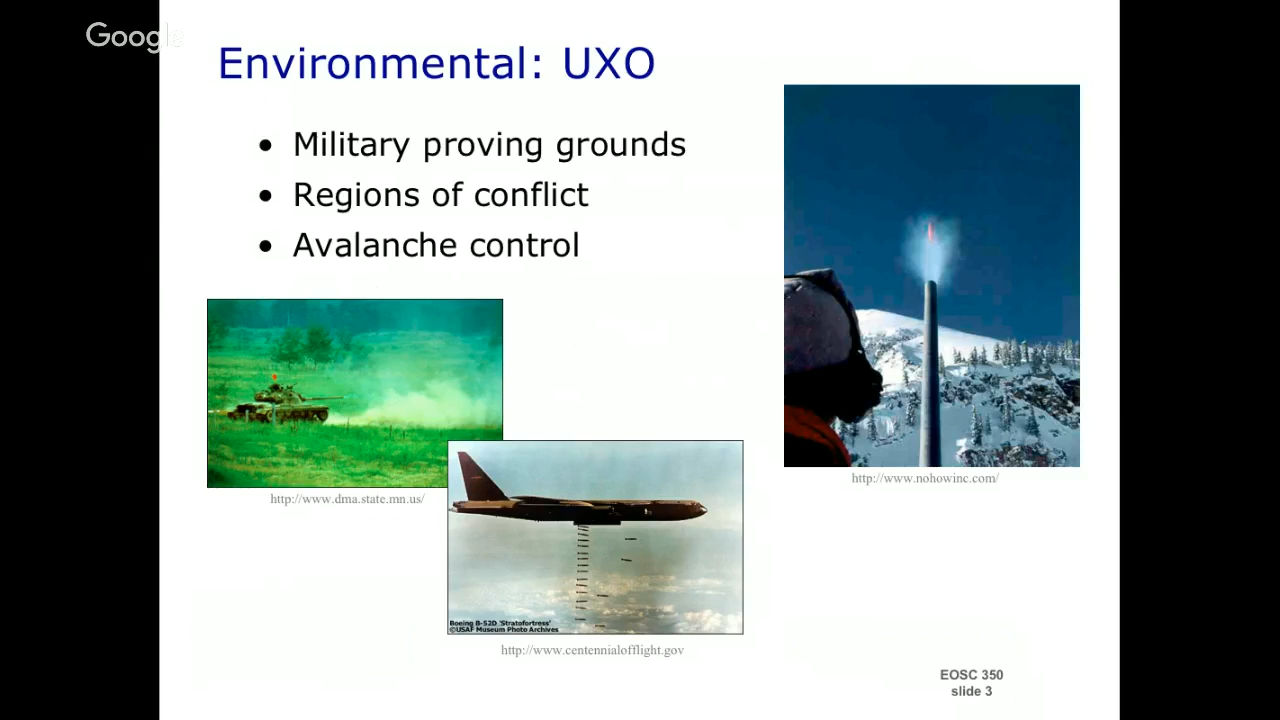 Google
Environmental: UXO
• Military proving grounds
• Regions of conflict
• Avalanche control
http://www.dma.state.mn.us/
http://www.nohowinc.com/
Boeing B-52D 'Stratofortress'
©USAF Museum Photo Archives
http://www.centennialofflight.gov
EOSC 350
slide 3